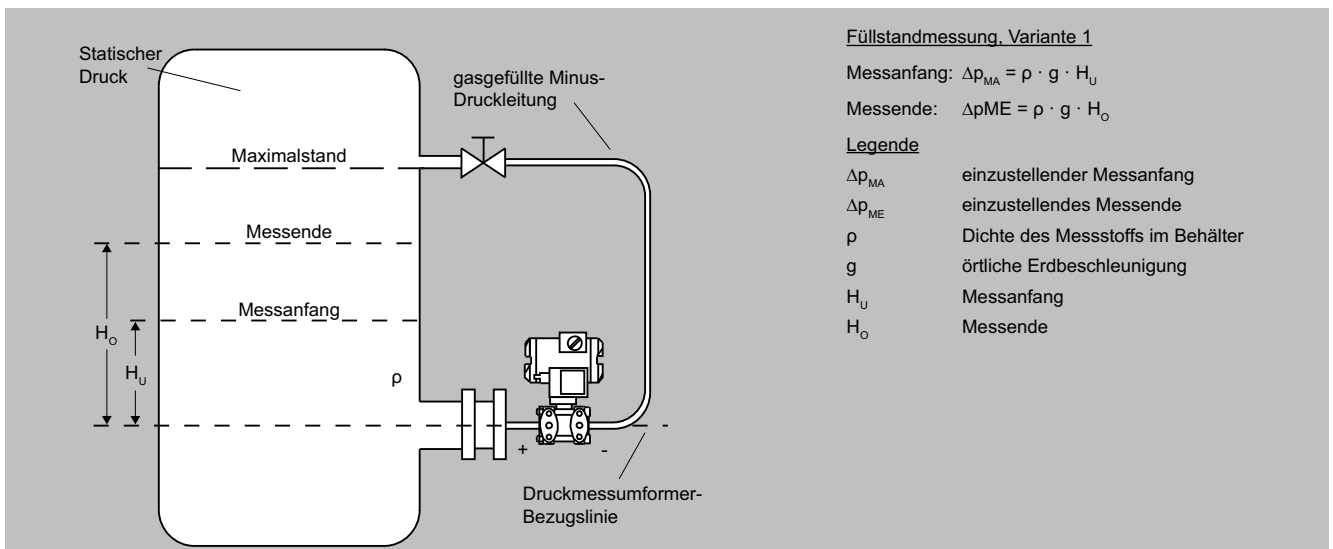 Statischer
Druck
gasgefüllte Minus-
Druckleitung
Maximalstand
Messende
Messanfang
H_O
H_U
ρ
+ -
Druckmessumformer-
Bezugslinie
Füllstandmessung, Variante 1
Messanfang: Δp_MA = ρ · g · H_U
Messende: ΔpME = ρ · g · H_O
Legende
Δp_MA einzustellender Messanfang
Δp_ME einzustellendes Messende
ρ Dichte des Messstoffs im Behälter
g örtliche Erdbeschleunigung
H_U Messanfang
H_O Messende